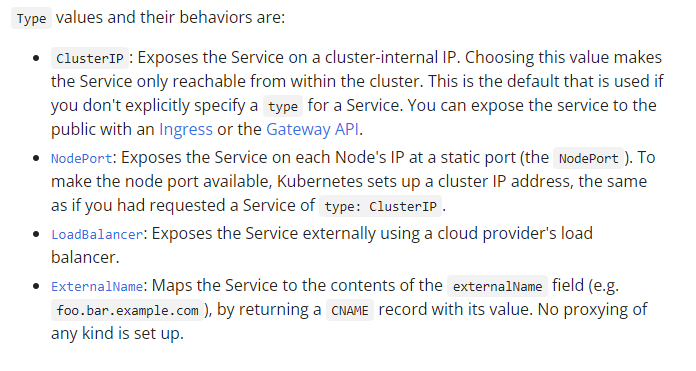 Type values and their behaviors are:
ClusterIP: Exposes the Service on a cluster-internal IP. Choosing this value makes
the Service only reachable from within the cluster. This is the default that is used if
you don't explicitly specify a type for a Service. You can expose the service to the
public with an Ingress or the Gateway API.
NodePort: Exposes the Service on each Node's IP at a static port (the NodePort). To
make the node port available, Kubernetes sets up a cluster IP address, the same
as if you had requested a Service of type: ClusterIP.
LoadBalancer: Exposes the Service externally using a cloud provider's load
balancer.
ExternalName: Maps the Service to the contents of the externalName field (e.g.
foo.bar.example.com), by returning a CNAME record with its value. No proxying of
any kind is set up.